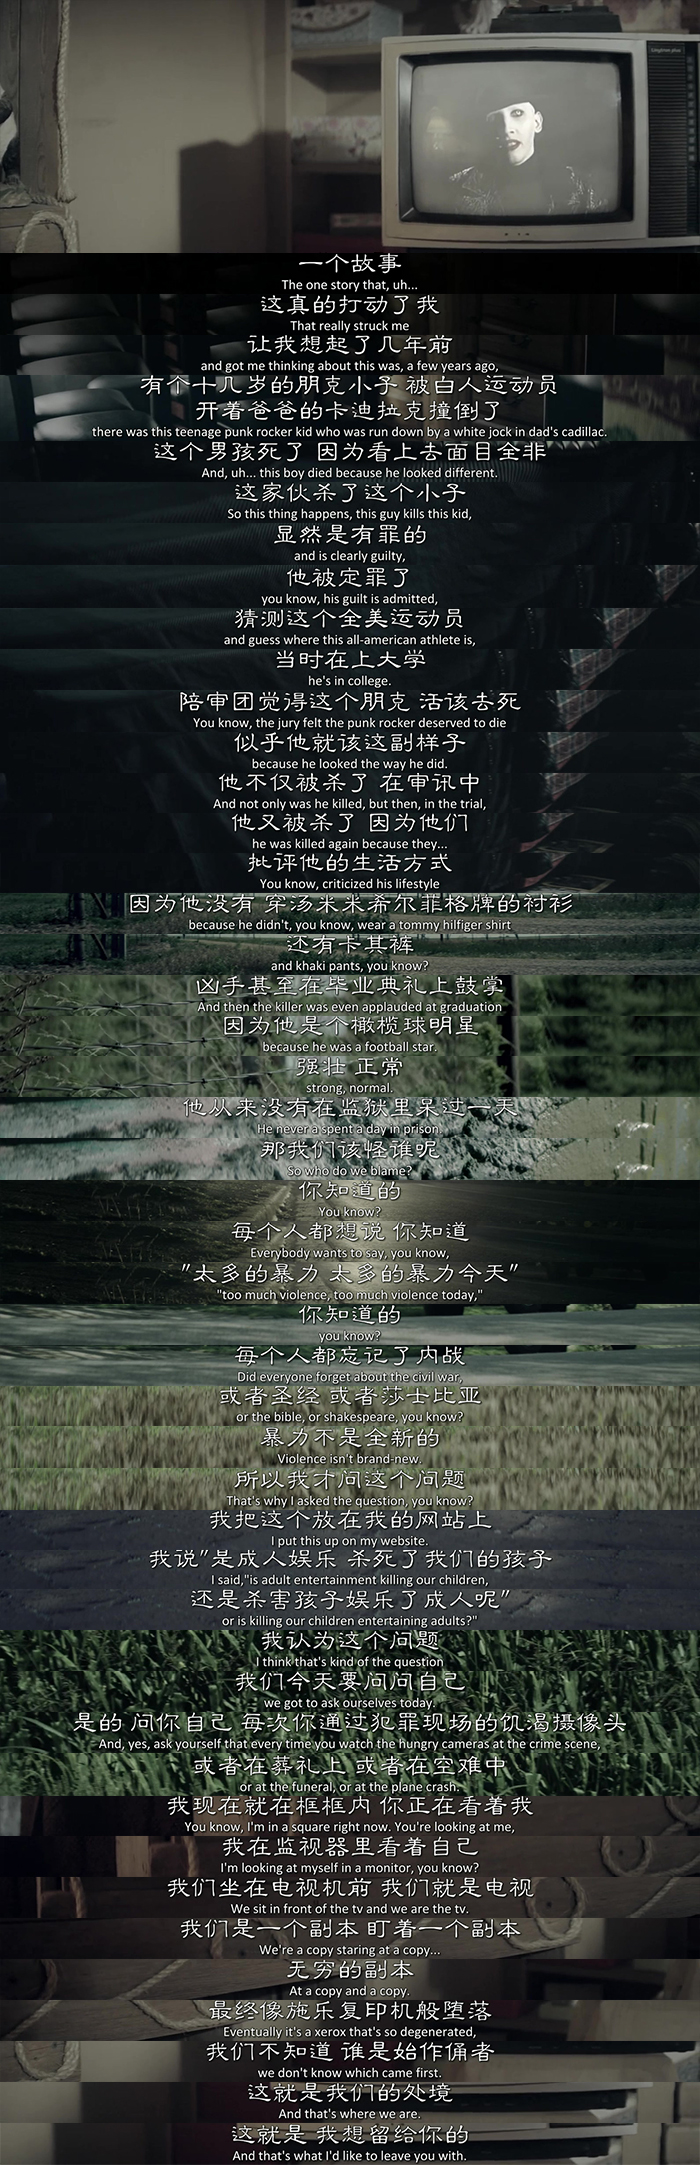 一个故事
The one story that, uh...
这真的打动了我
That really struck me
让我想起了几年前
and got me thinking about this was, a few years ago,
有个十几岁的朋克小子 被白人运动员
开着爸爸的卡迪拉克撞倒了
there was this teenage punk rocker kid who was run down by a white jock in dad's cadillac.
这个男孩死了 因为看上去面目全非
And, uh... this boy died because he looked different.
这家伙杀了这个小子
So this thing happens, this guy kills this kid,
显然是有罪的
and is clearly guilty,
他被定罪了
you know, his guilt is admitted,
猜测这个全美运动员
and guess where this all-american athlete is,
当时在上大学
he's in college.
陪审团觉得这个朋克 活该去死
You know, the jury felt the punk rocker deserved to die
似乎他就该这副样子
because he looked the way he did.
他不仅被杀了 在审讯中
And not only was he killed, but then, in the trial,
他又被杀了 因为他们
he was killed again because they...
批评他的生活方式
You know, criticized his lifestyle
因为他没有 穿汤米米希尔菲格牌的衬衫
because he didn't, you know, wear a tommy hilfiger shirt
还有卡其裤
and khaki pants, you know?
凶手甚至在毕业典礼上鼓掌
And then the killer was even applauded at graduation
因为他是个橄榄球明星
because he was a football star.
强壮 正常
strong, normal.
他从来没有在监狱里呆过一天
He never a spent a day in prison.
那我们该怪谁呢
So who do we blame?
你知道的
You know?
每个人都想说 你知道
Everybody wants to say, you know,
"太多的暴力 太多的暴力今天"
"too much violence, too much violence today,"
你知道的
you know?
每个人都忘记了内战
Did everyone forget about the civil war,
或者圣经 或者莎士比亚
or the bible, or shakespeare, you know?
暴力不是全新的
Violence isn't brand-new.
所以我才问这个问题
That's why I asked the question, you know?
我把这个放在我的网站上
I put this up on my website.
我说"是成人娱乐 杀死了我们的孩子
I said,"is adult entertainment killing our children,
还是杀害孩子娱乐了成人呢"
or is killing our children entertaining adults?"
我认为这个问题
I think that's kind of the question
我们今天要问问自己
we got to ask ourselves today.
是的 问你自己 每次你通过犯罪现场的饥渴摄像头
And, yes, ask yourself that every time you watch the hungry cameras at the crime scene,
或者在葬礼上 或者在空难中
or at the funeral, or at the plane crash.
我现在就在框框内 你正在看着我
You know, I'm in a square right now. You're looking at me,
我在监视器里看着自己
I'm looking at myself in a monitor, you know?
我们坐在电视机前 我们就是电视
We sit in front of the tv and we are the tv.
我们是一个副本 盯着一个副本
We're a copy staring at a copy...
无穷的副本
At a copy and a copy.
最终像施乐复印机般堕落
Eventually it's a xerox that's so degenerated,
我们不知道 谁是始作俑者
we don't know which came first.
这就是我们的处境
And that's where we are.
这就是 我想留给你的
And that's what I'd like to leave you with.